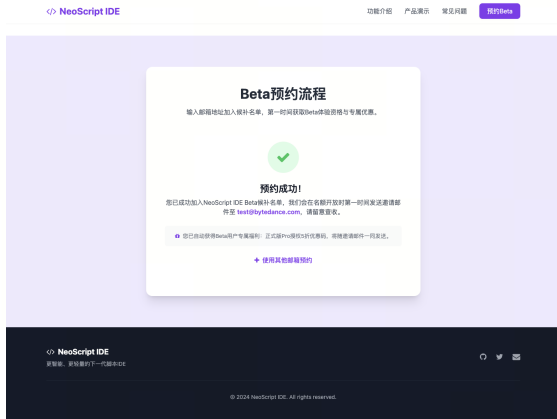 </> NeoScript IDE
功能介绍 产品演示 常见问题 预约Beta
Beta预约流程
输入邮箱地址加入候补名单，第一时间获取Beta体验资格与专属优惠。
预约成功！
您已成功加入NeoScript IDE Beta候补名单，我们会在名额开放时第一时间发送邀请邮
件至 test@bytedance.com，请留意查收。
您已自动获得Beta用户专属福利：正式版Pro授权5折优惠码，将随邀请邮件一同发送。
+ 使用其他邮箱预约
</> NeoScript IDE
更智能、更轻量的下一代脚本IDE
© 2024 NeoScript IDE. All rights reserved.